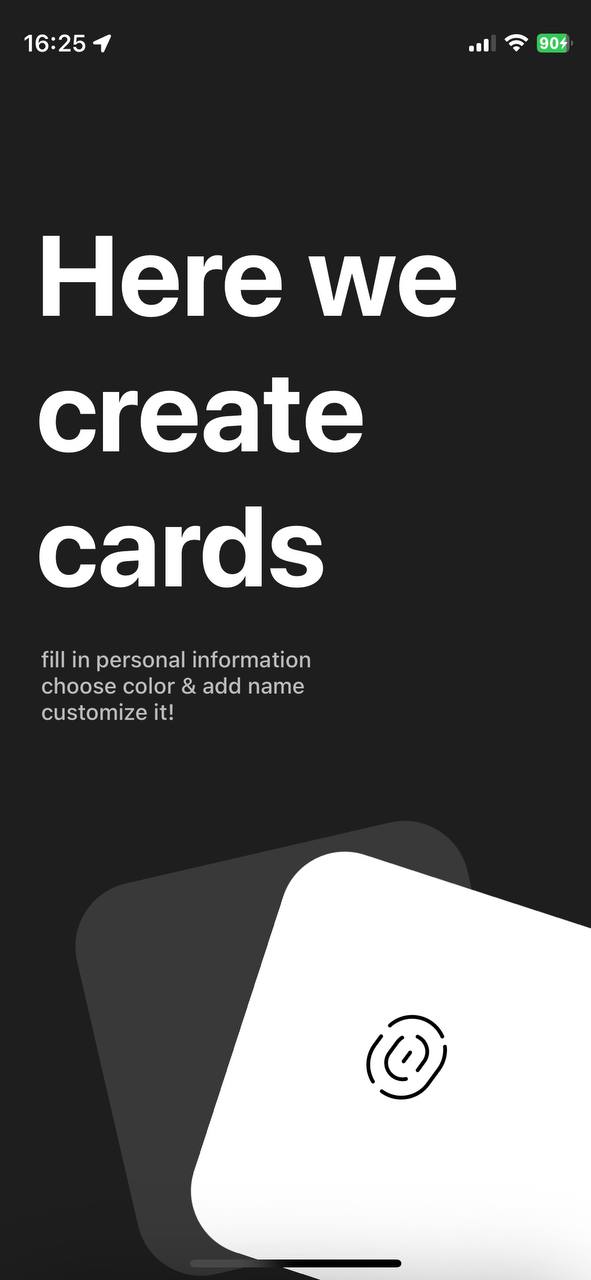 16:25
90
Here we
create
cards
fill in personal information
choose color & add name
customize it!